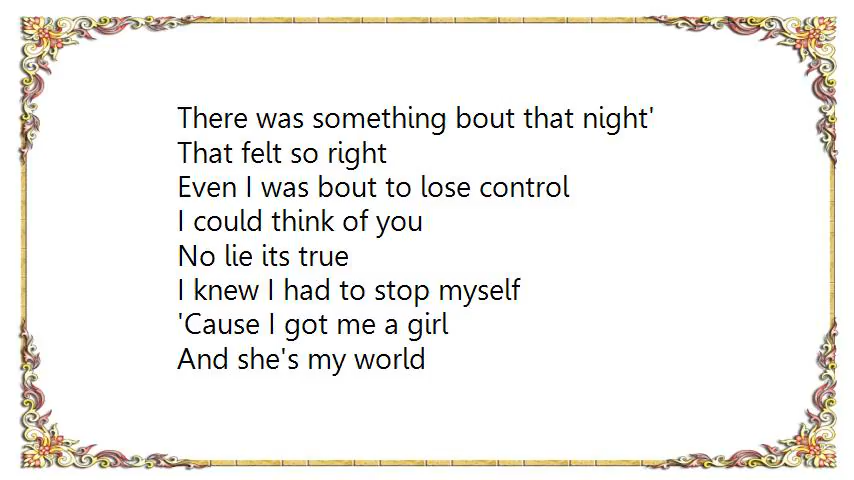 There was something bout that night'
That felt so right
Even I was bout to lose control
I could think of you
No lie its true
I knew I had to stop myself
'Cause I got me a girl
And she's my world